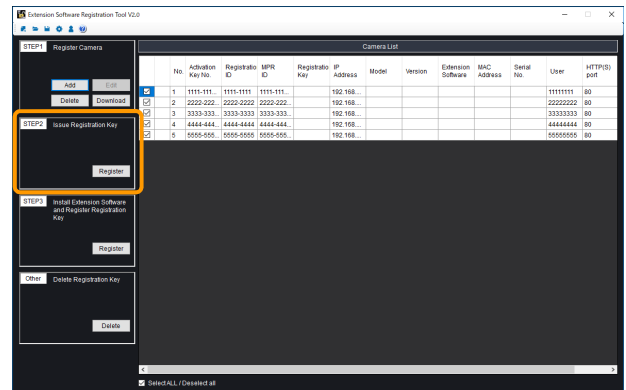 Extension Software Registration Tool V2.0
STEP1 Register Camera
Add Edit
Delete Download
STEP2 Issue Registration Key
Register
STEP3 Install Extension Software
and Register Registration
Key
Register
Other Delete Registration Key
Delete
Camera List
No. Activation Key No. Registratio ID MPR ID Registratio Key IP Address Model Version Extension Software MAC Address Serial No. User HTTP(S) port
1 1111-111... 1111-1111 1111-111... 192.168.... 11111111 80
2 2222-222... 2222-2222 2222-222... 192.168.... 22222222 80
3 3333-333... 3333-3333 3333-333... 192.168.... 33333333 80
4 4444-444... 4444-4444 4444-444... 192.168.... 44444444 80
5 5555-555... 5555-5555 5555-555... 192.168.... 55555555 80
Select ALL / Deselect all